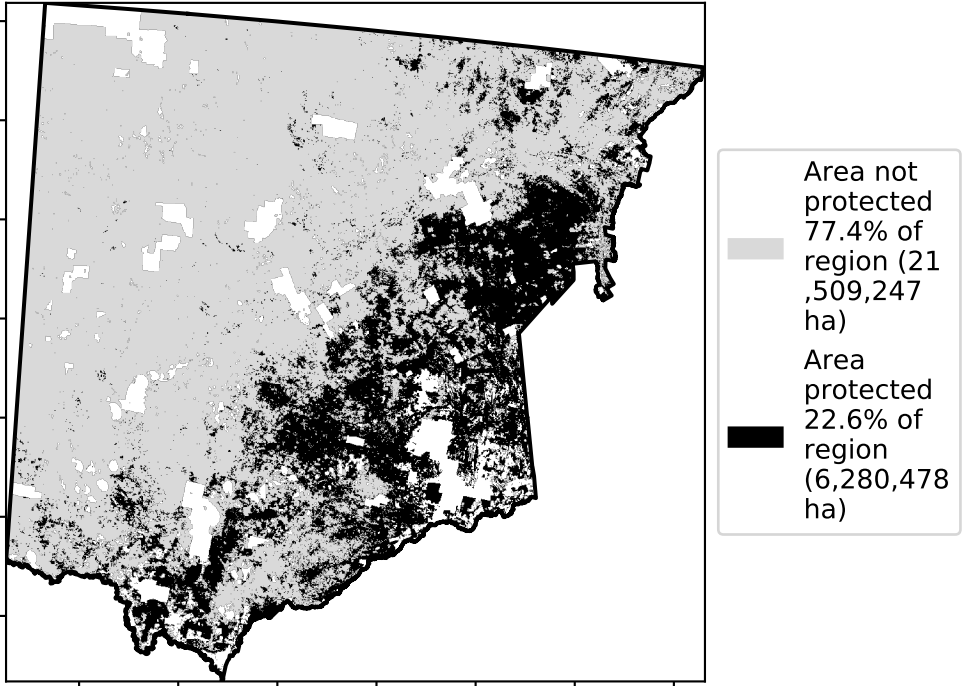 Area not
protected
77.4% of
region (21
,509,247
ha)
Area
protected
22.6% of
region
(6,280,478
ha)